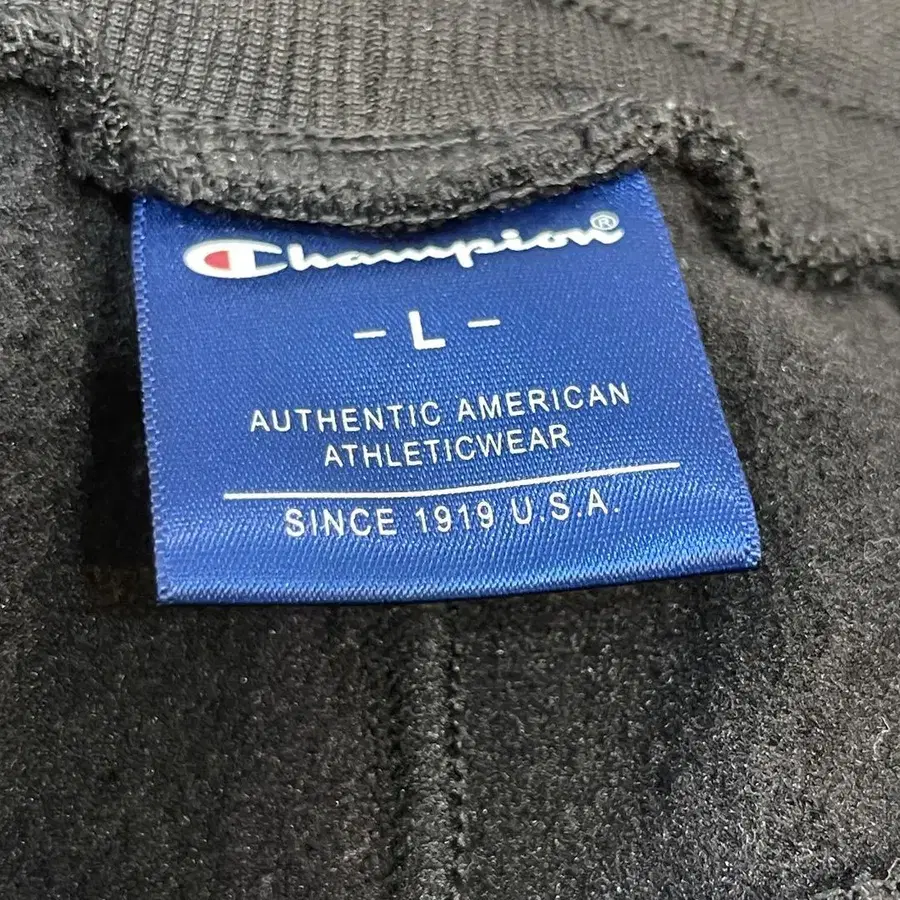 Champion®
- L -
AUTHENTIC AMERICAN
ATHLETICWEAR
SINCE 1919 U.S.A.